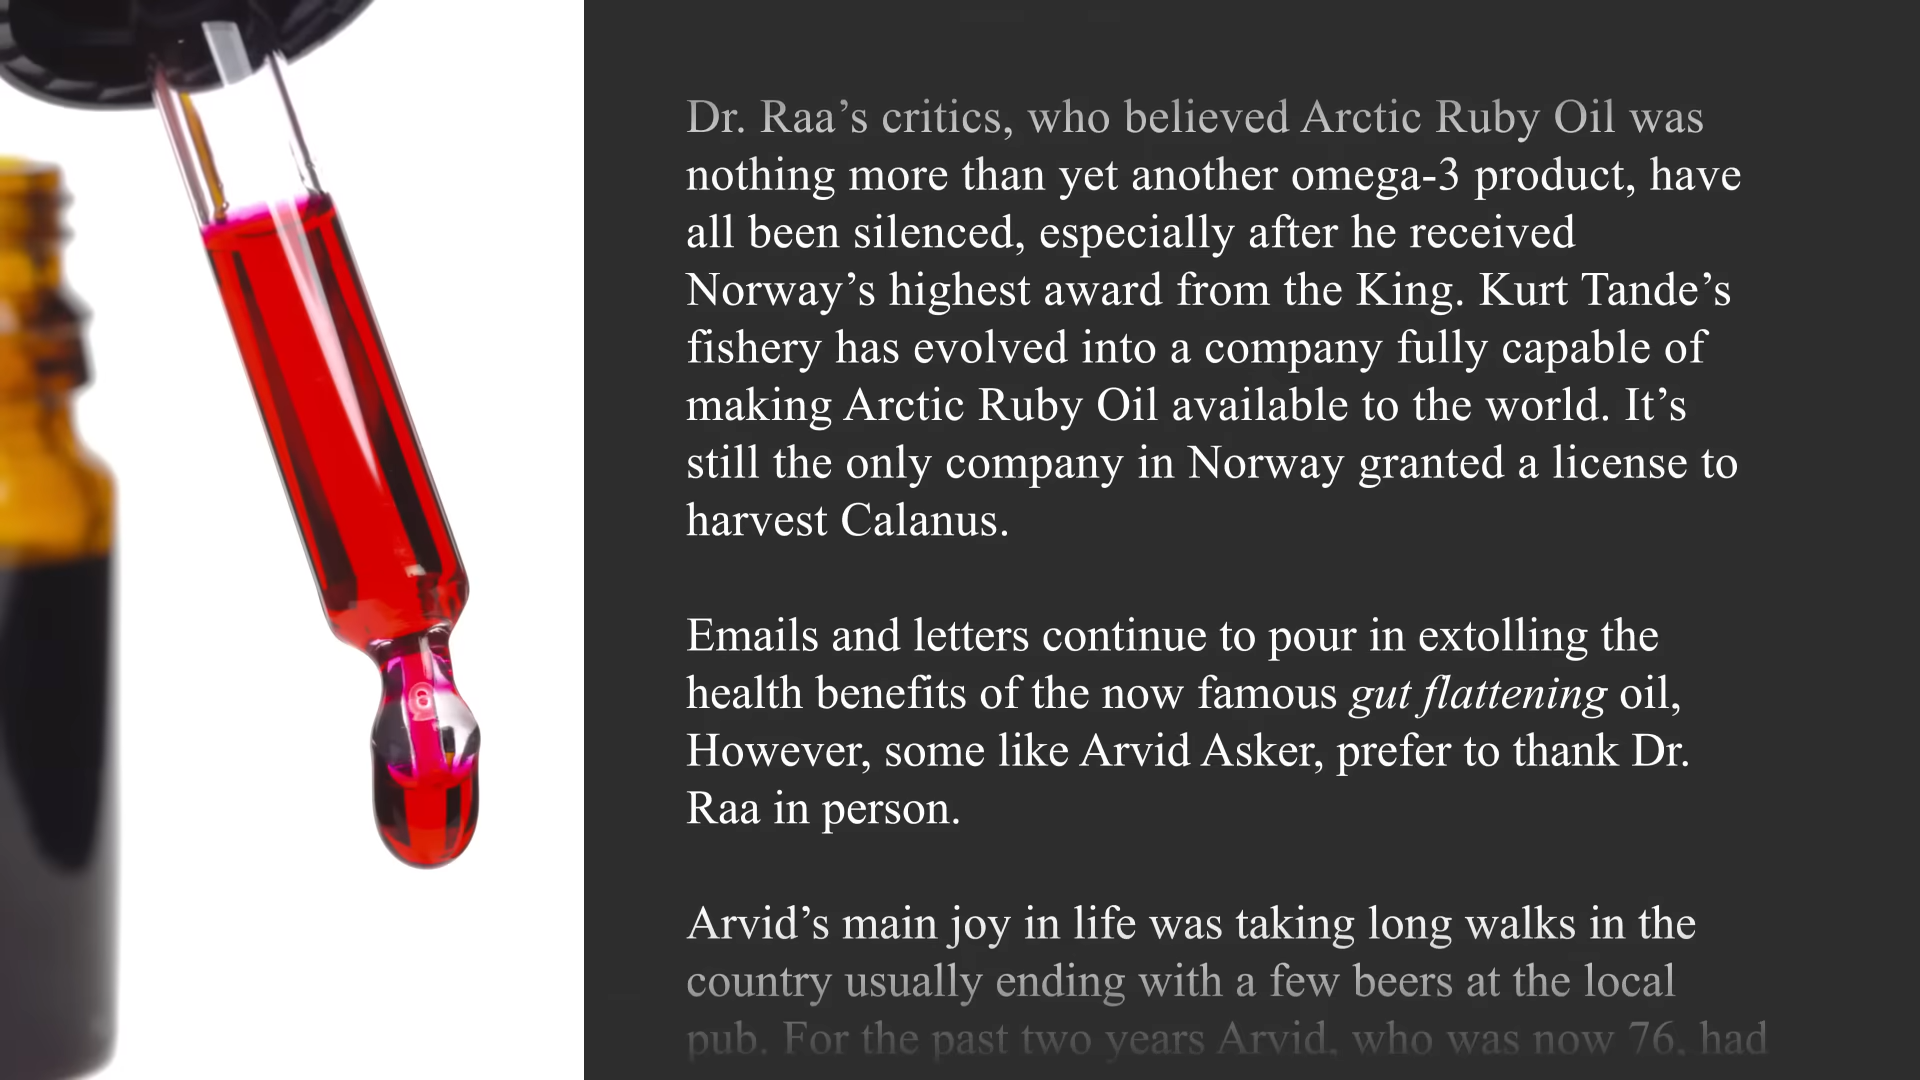 Dr. Raa’s critics, who believed Arctic Ruby Oil was
nothing more than yet another omega-3 product, have
all been silenced, especially after he received
Norway’s highest award from the King. Kurt Tande’s
fishery has evolved into a company fully capable of
making Arctic Ruby Oil available to the world. It’s
still the only company in Norway granted a license to
harvest Calanus.
Emails and letters continue to pour in extolling the
health benefits of the now famous gut flattening oil,
However, some like Arvid Asker, prefer to thank Dr.
Raa in person.
Arvid’s main joy in life was taking long walks in the
country usually ending with a few beers at the local
pub. For the past two years Arvid, who was now 76, had